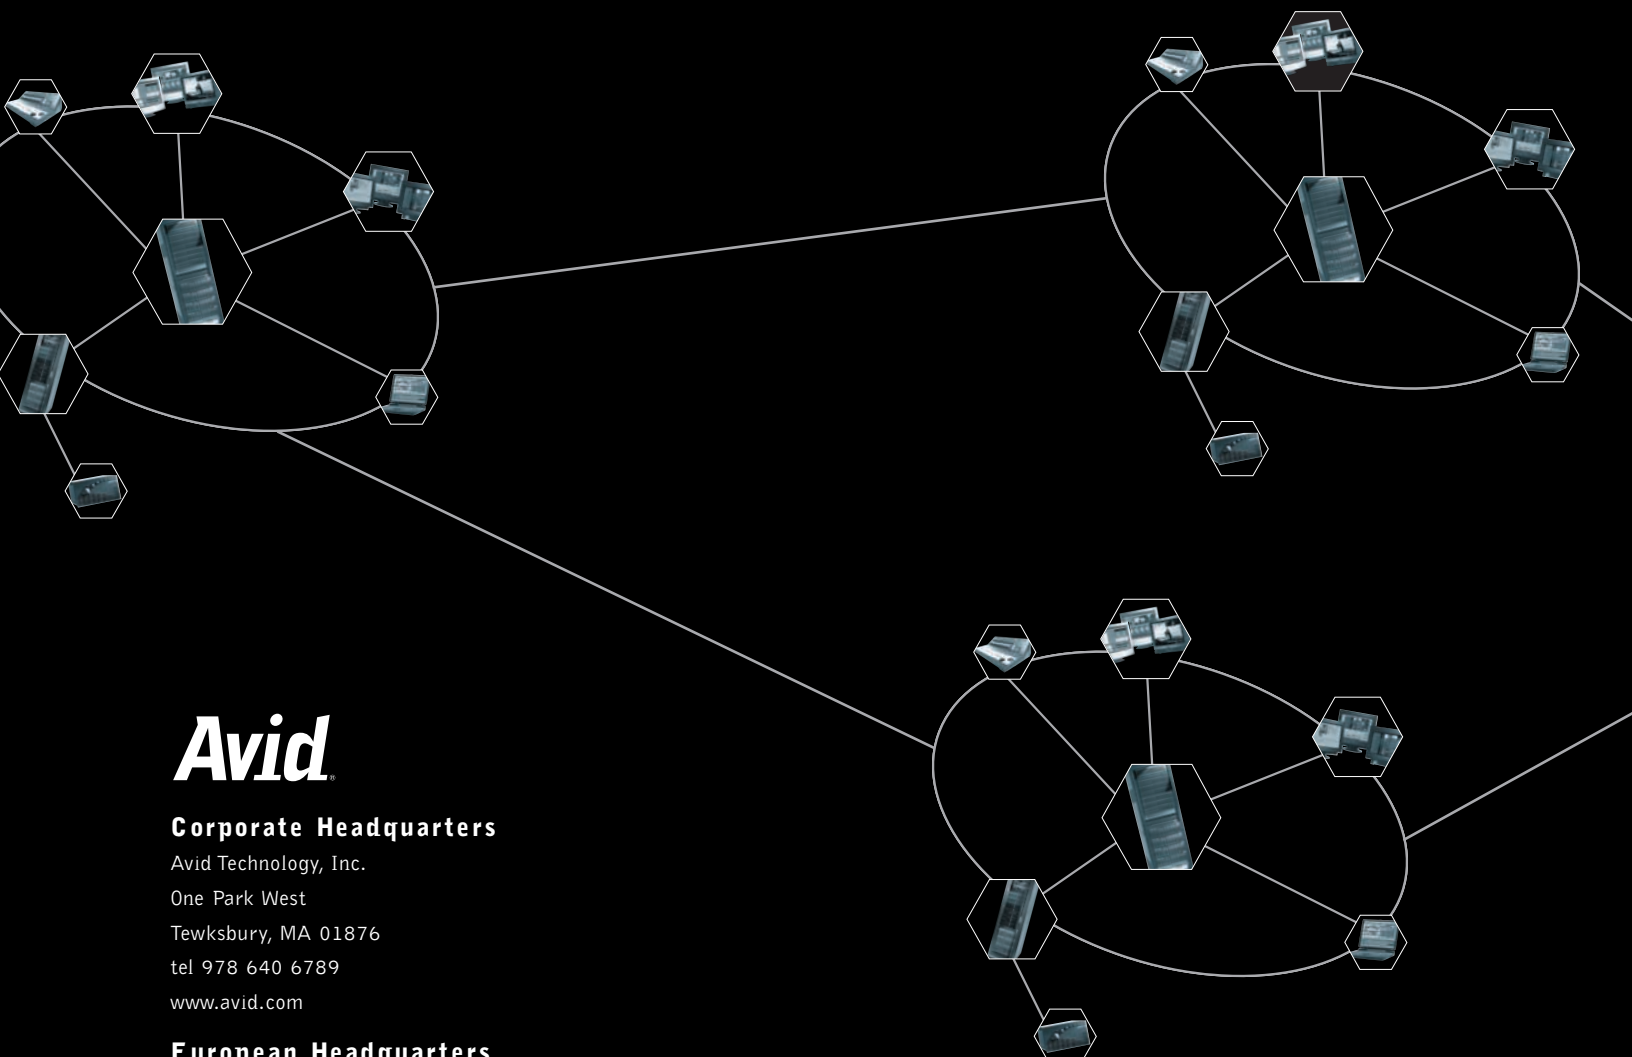 Avid®
Corporate Headquarters
Avid Technology, Inc.
One Park West
Tewksbury, MA 01876
tel 978 640 6789
www.avid.com
European Headquarters